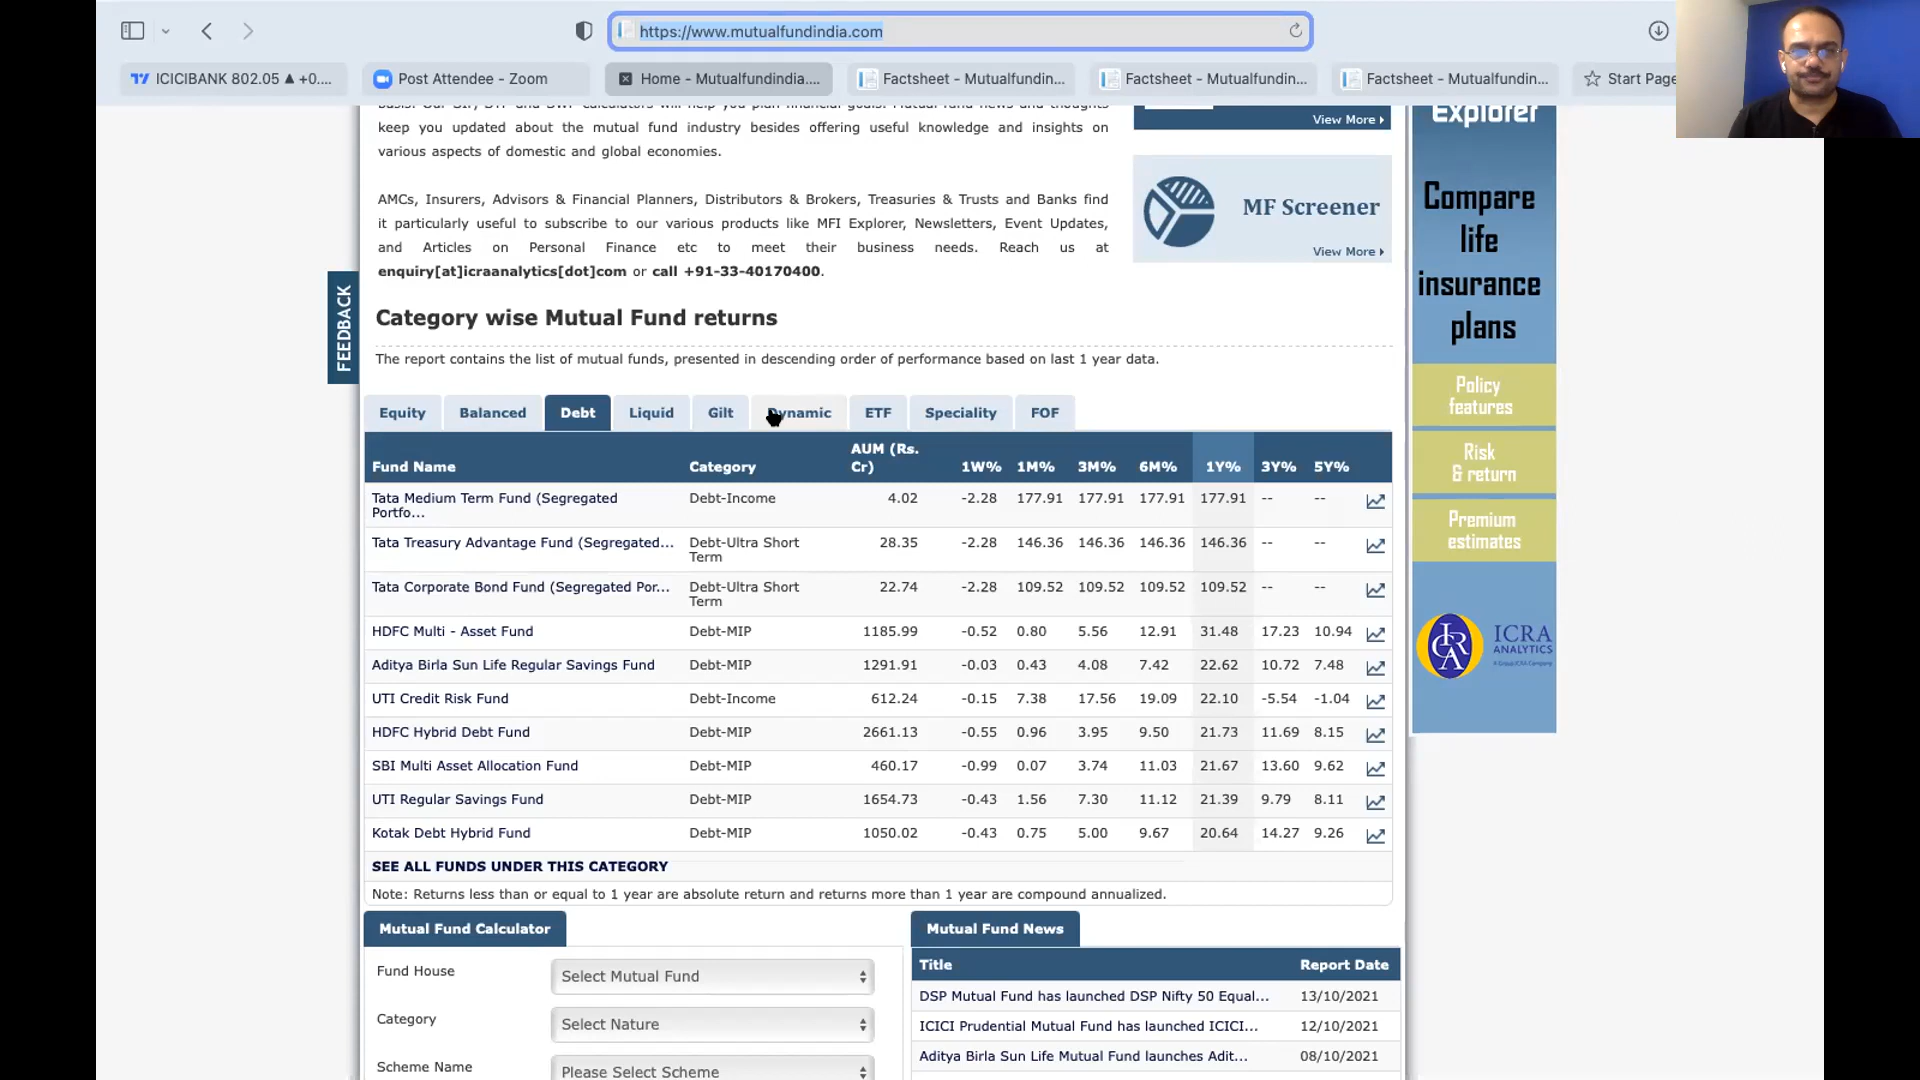 https://www.mutualfundindia.com
ICICIBANK 802.05 ▲ +0....
Post Attendee - Zoom
Home - Mutualfundindia....
Factsheet - Mutualfundin...
Factsheet - Mutualfundin...
Factsheet - Mutualfundin...
Start Page
keep you updated about the mutual fund industry besides offering useful knowledge and insights on
various aspects of domestic and global economies.
AMCs, Insurers, Advisors & Financial Planners, Distributors & Brokers, Treasuries & Trusts and Banks find
it particularly useful to subscribe to our various products like MFI Explorer, Newsletters, Event Updates,
and Articles on Personal Finance etc to meet their business needs. Reach us at
enquiry[at]icraanalytics[dot]com or call +91-33-40170400.
View More
MF Screener
View More
Explorer
Compare
life
insurance
plans
Policy
features
Risk
& return
Premium
estimates
ICRA
ICRA
ANALYTICS
FEEDBACK
Category wise Mutual Fund returns
The report contains the list of mutual funds, presented in descending order of performance based on last 1 year data.
Equity Balanced Debt Liquid Gilt Dynamic ETF Speciality FOF
Fund Name Category AUM (Rs. Cr) 1W% 1M% 3M% 6M% 1Y% 3Y% 5Y%
Tata Medium Term Fund (Segregated Portfo... Debt-Income 4.02 -2.28 177.91 177.91 177.91 177.91 -- --
Tata Treasury Advantage Fund (Segregated... Debt-Ultra Short Term 28.35 -2.28 146.36 146.36 146.36 146.36 -- --
Tata Corporate Bond Fund (Segregated Por... Debt-Ultra Short Term 22.74 -2.28 109.52 109.52 109.52 109.52 -- --
HDFC Multi - Asset Fund Debt-MIP 1185.99 -0.52 0.80 5.56 12.91 31.48 17.23 10.94
Aditya Birla Sun Life Regular Savings Fund Debt-MIP 1291.91 -0.03 0.43 4.08 7.42 22.62 10.72 7.48
UTI Credit Risk Fund Debt-Income 612.24 -0.15 7.38 17.56 19.09 22.10 -5.54 -1.04
HDFC Hybrid Debt Fund Debt-MIP 2661.13 -0.55 0.96 3.95 9.50 21.73 11.69 8.15
SBI Multi Asset Allocation Fund Debt-MIP 460.17 -0.99 0.07 3.74 11.03 21.67 13.60 9.62
UTI Regular Savings Fund Debt-MIP 1654.73 -0.43 1.56 7.30 11.12 21.39 9.79 8.11
Kotak Debt Hybrid Fund Debt-MIP 1050.02 -0.43 0.75 5.00 9.67 20.64 14.27 9.26
SEE ALL FUNDS UNDER THIS CATEGORY
Note: Returns less than or equal to 1 year are absolute return and returns more than 1 year are compound annualized.
Mutual Fund Calculator
Fund House Select Mutual Fund
Category Select Nature
Scheme Name Please Select Scheme
Mutual Fund News
Title Report Date
DSP Mutual Fund has launched DSP Nifty 50 Equal... 13/10/2021
ICICI Prudential Mutual Fund has launched ICICI... 12/10/2021
Aditya Birla Sun Life Mutual Fund launches Adit... 08/10/2021